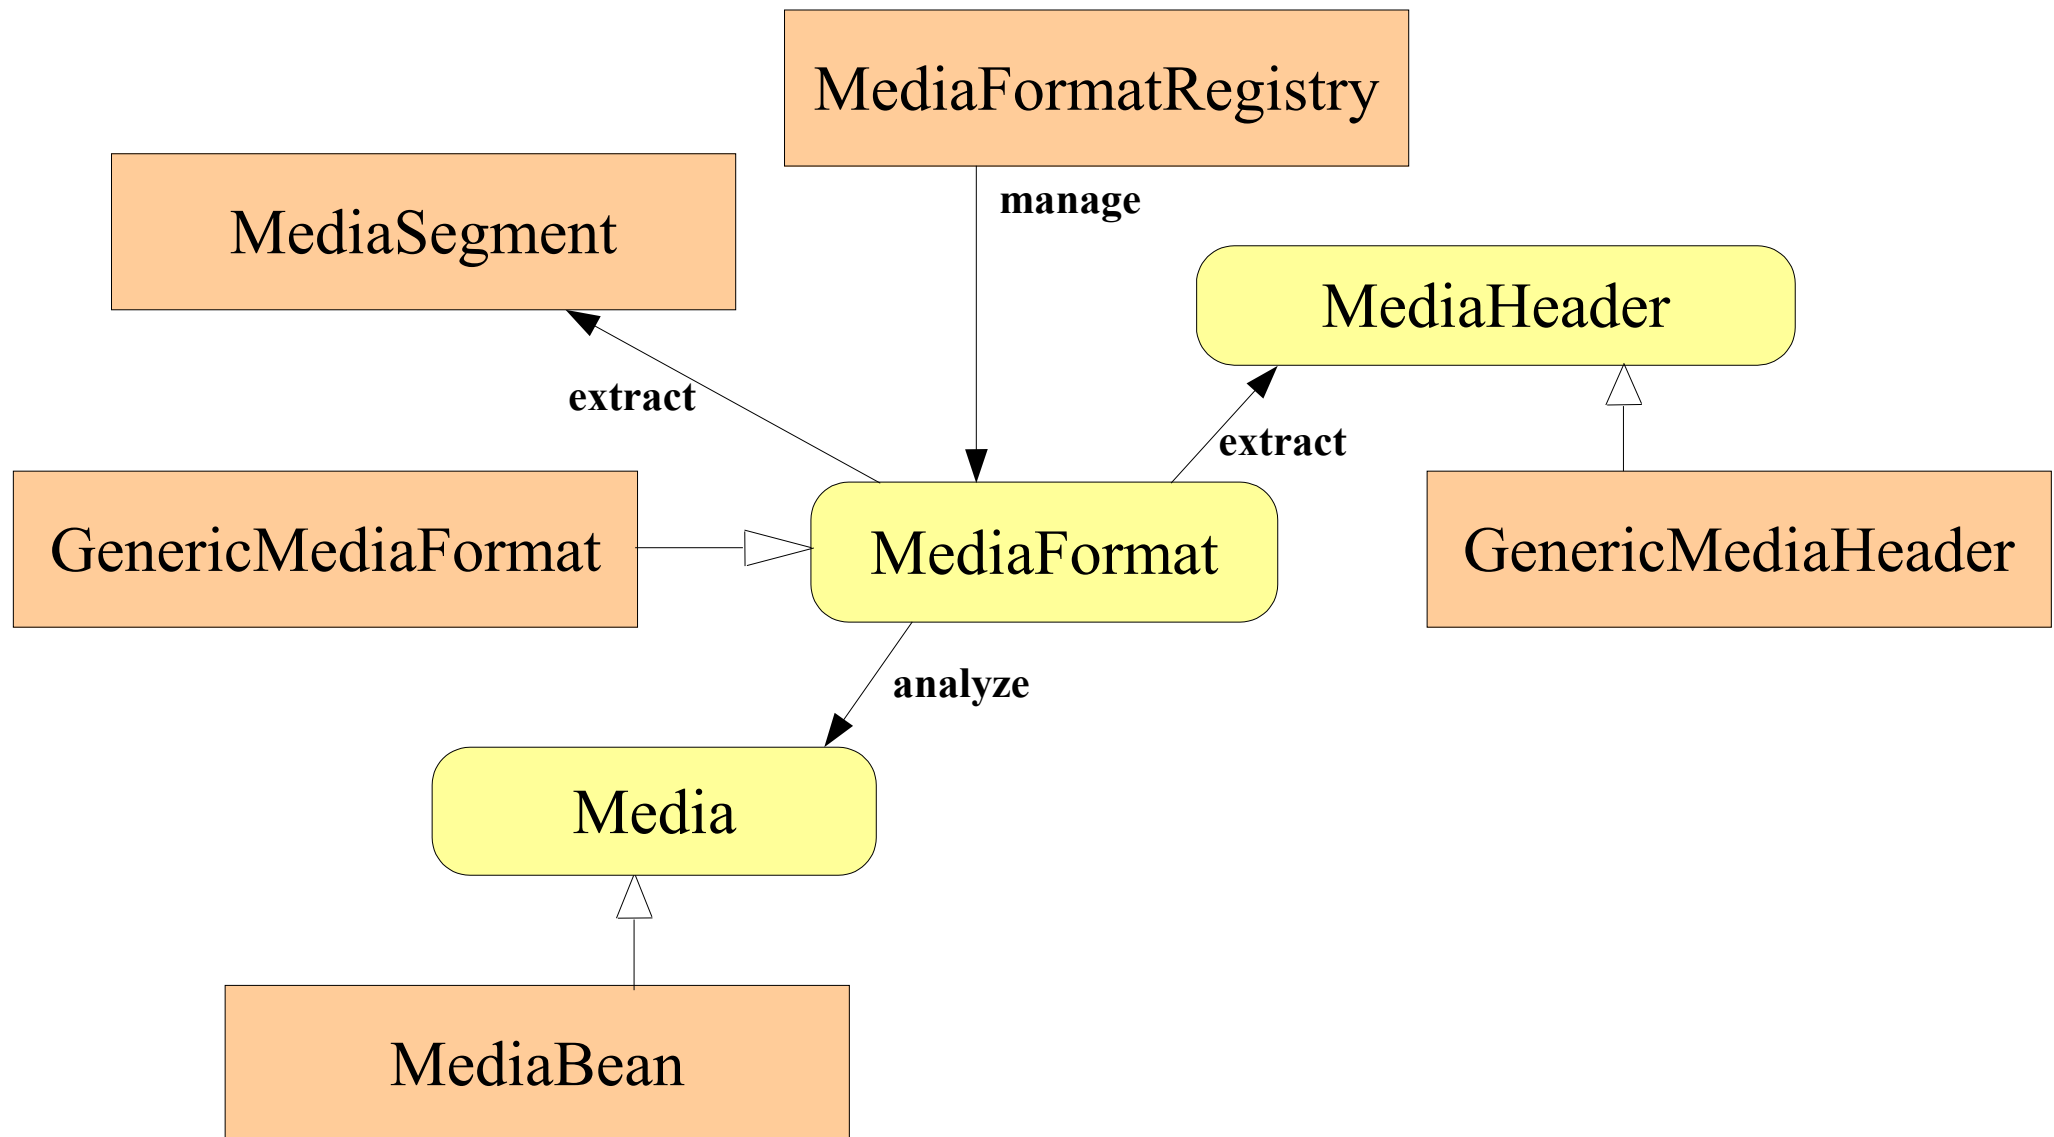 MediaFormatRegistry
manage
MediaSegment
MediaHeader
extract
extract
GenericMediaFormat
MediaFormat
GenericMediaHeader
analyze
Media
MediaBean